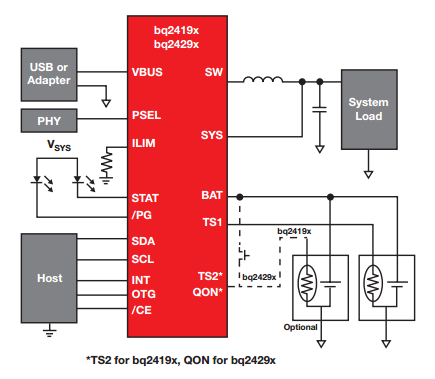 bq2419x
bq2429x
USB or
Adapter
VBUS
SW
PHY
PSEL
System
Load
VSYS
ILIM
SYS
STAT
BAT
/PG
TS1
bq2419x
Host
SDA
SCL
INT
TS2*
bq2429x
OTG
QON*
/CE
Optional
*TS2 for bq2419x, QON for bq2429x